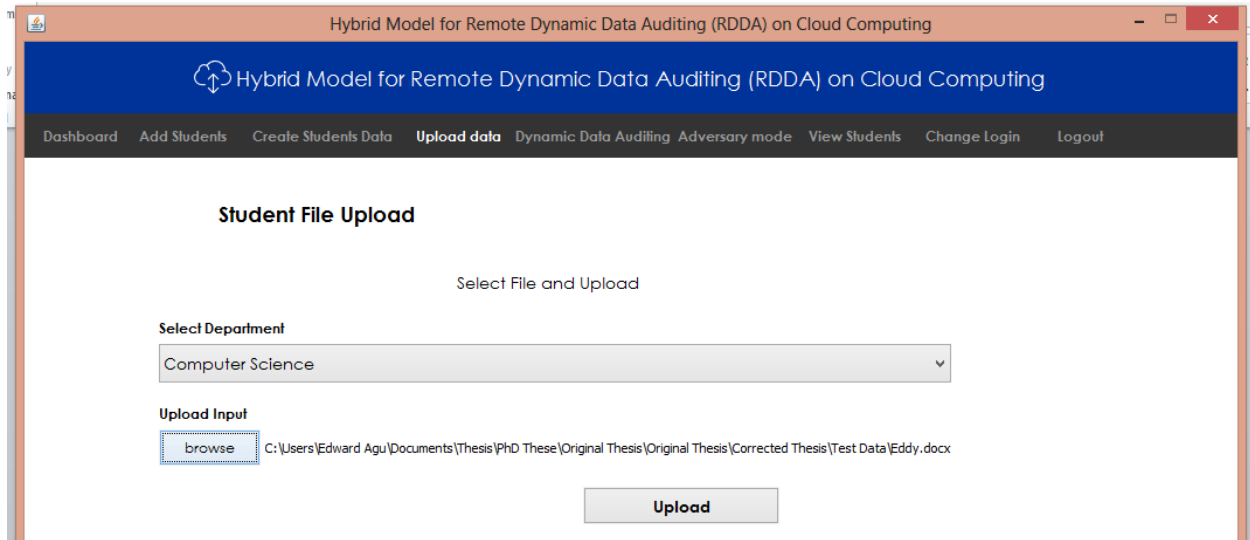 Hybrid Model for Remote Dynamic Data Auditing (RDDA) on Cloud Computing
Hybrid Model for Remote Dynamic Data Auditing (RDDA) on Cloud Computing
Dashboard Add Students Create Students Data Upload data Dynamic Data Auditing Adversary mode View Students Change Login Logout
Student File Upload
Select File and Upload
Select Department
Computer Science
Upload Input
browse C:\Users\Edward Agu\Documents\Thesis\PhD These\Original Thesis\Original Thesis\Corrected Thesis\Test Data\Eddy.docx
Upload